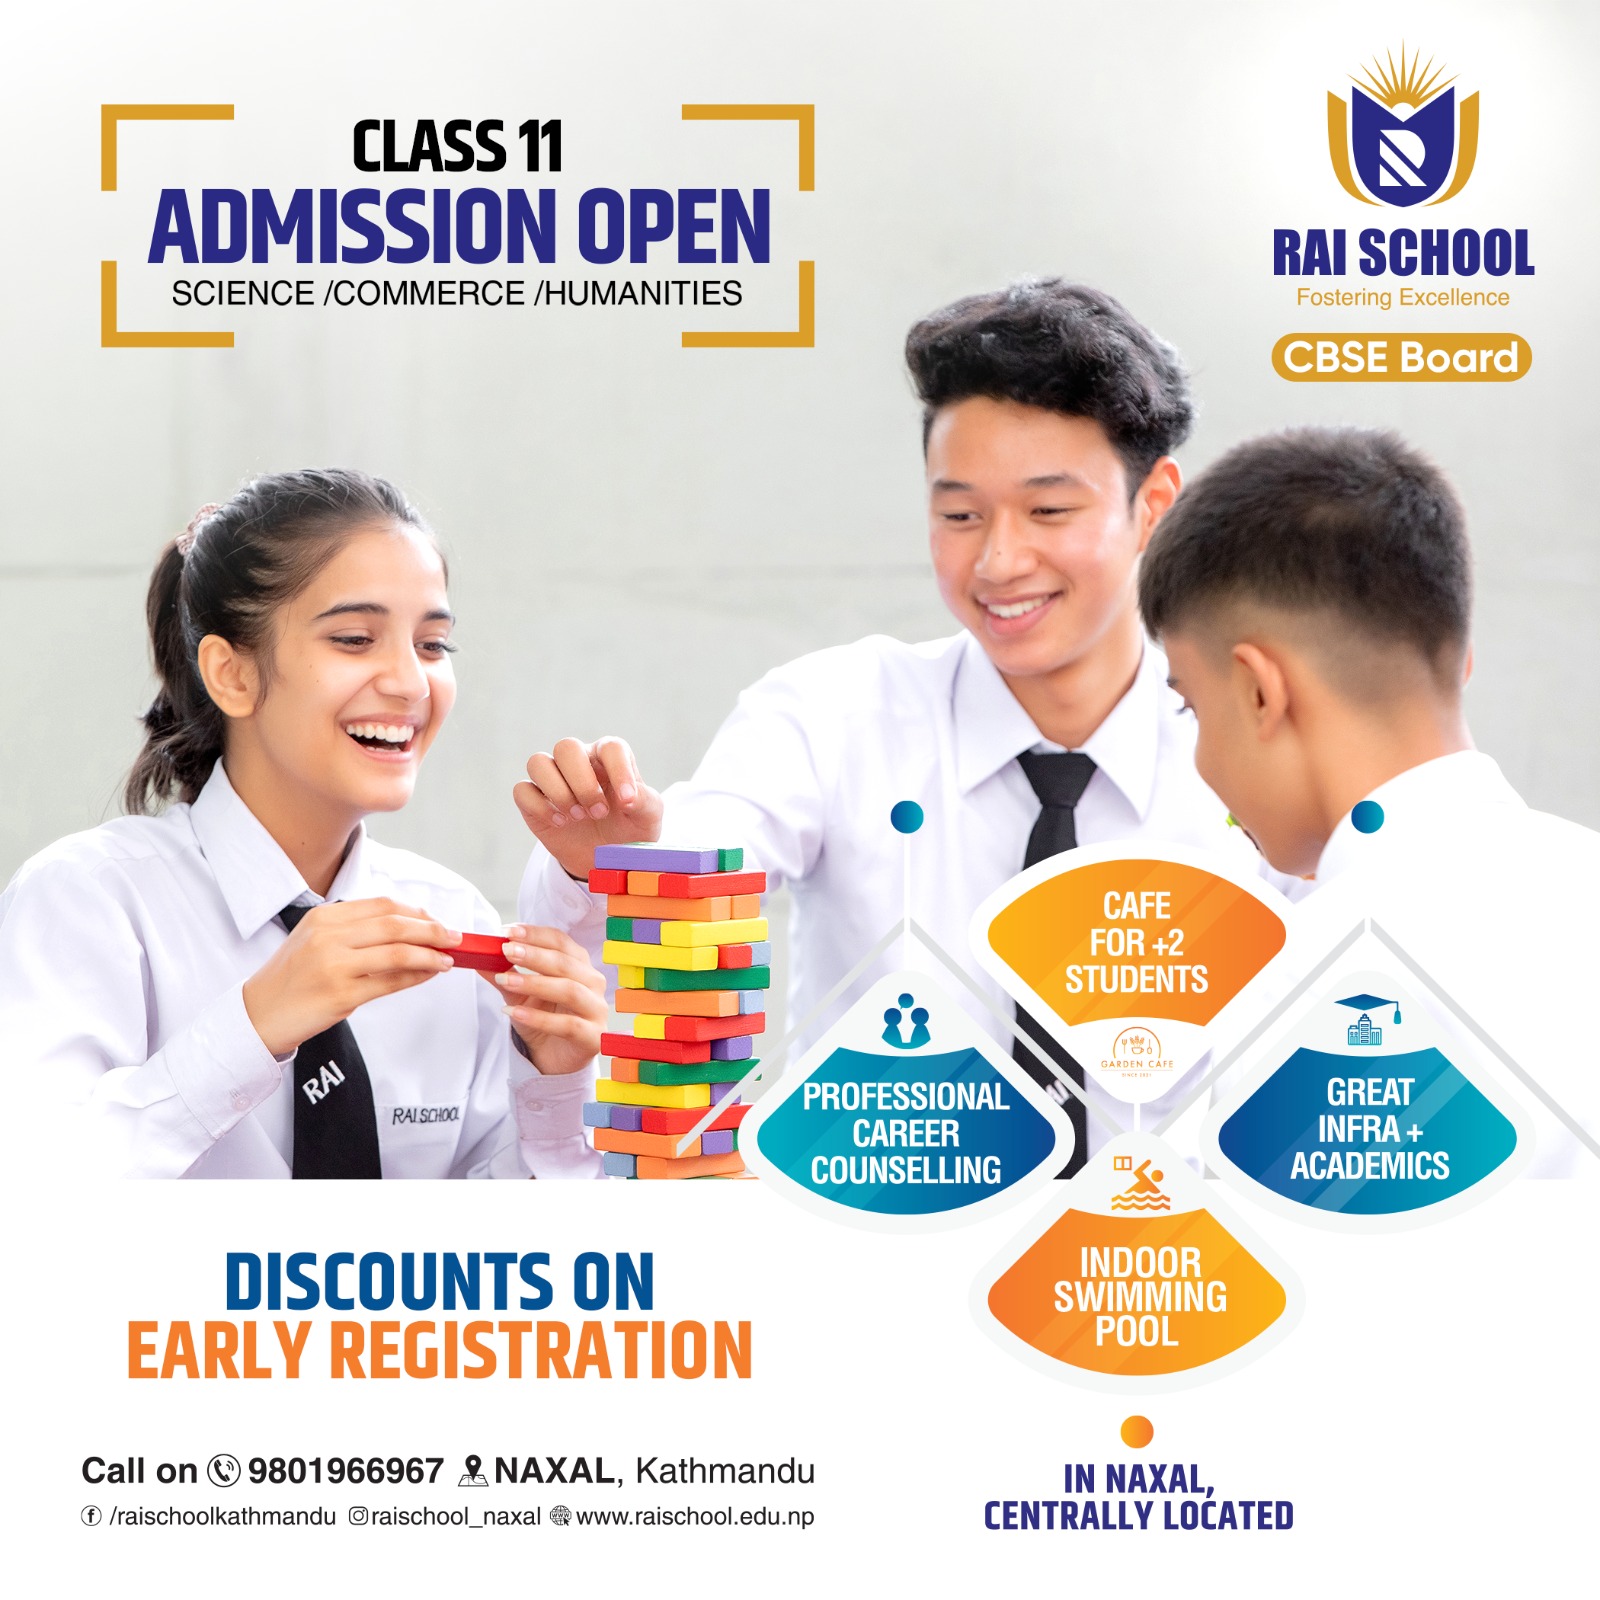 CLASS 11
ADMISSION OPEN
SCIENCE /COMMERCE /HUMANITIES
RAI SCHOOL
Fostering Excellence
CBSE Board
RAI
RAI SCHOOL
CAFE
FOR +2
STUDENTS
GARDEN CAFE
SINCE 2021
PROFESSIONAL
CAREER
COUNSELLING
GREAT
INFRA +
ACADEMICS
INDOOR
SWIMMING
POOL
DISCOUNTS ON
EARLY REGISTRATION
Call on 9801966967 NAXAL, Kathmandu
/raischoolkathmandu raischool_naxal www.raischool.edu.np
IN NAXAL,
CENTRALLY LOCATED